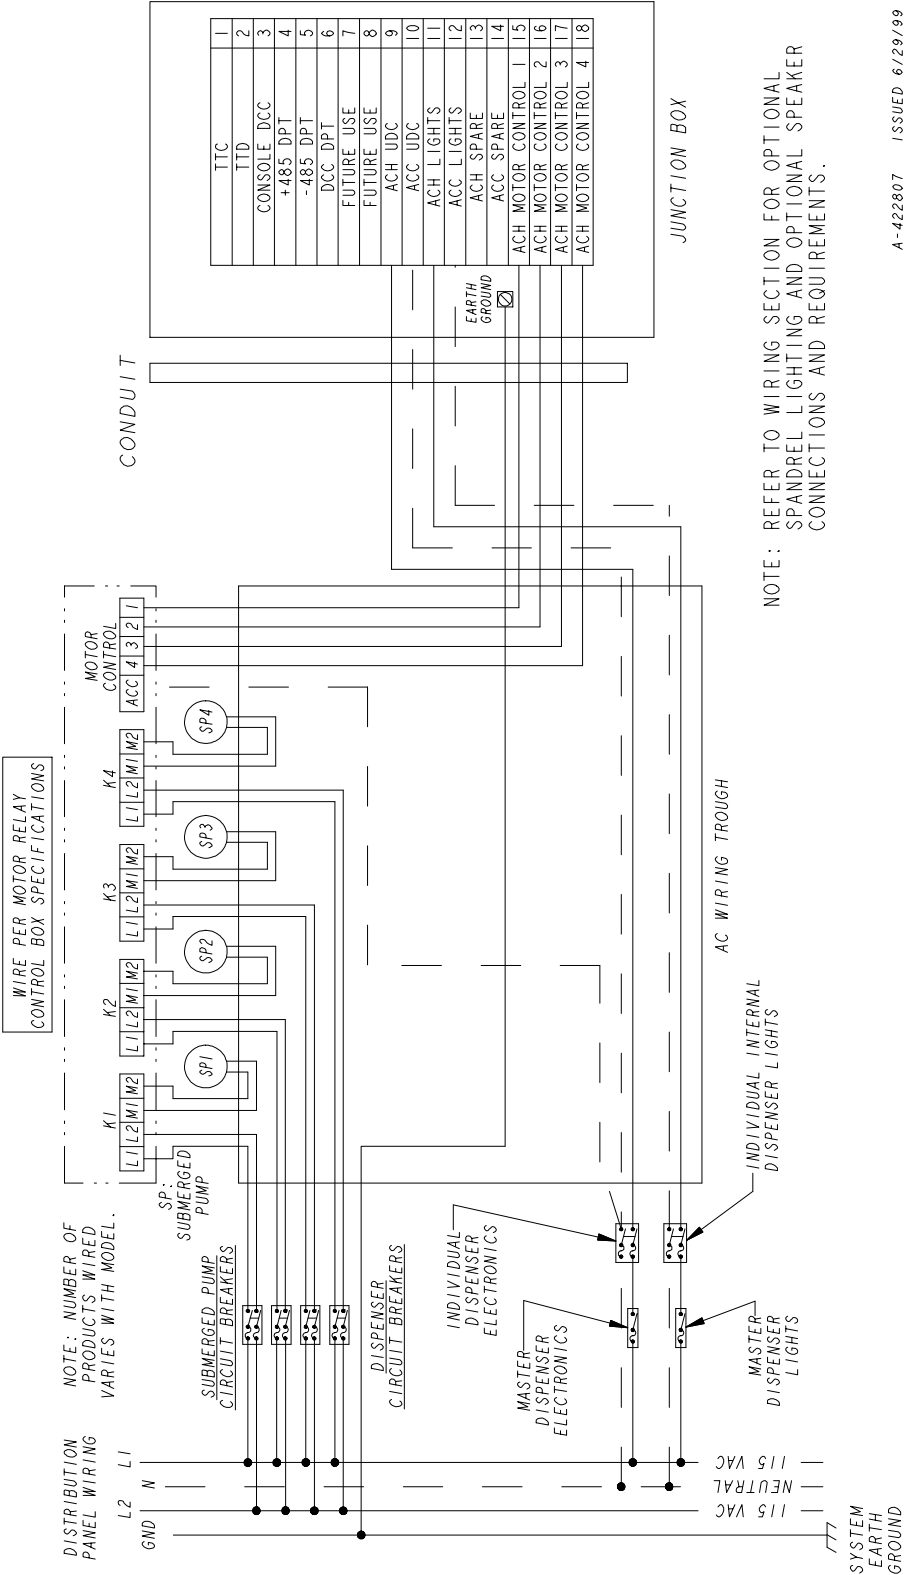 WIRE PER MOTOR RELAY
CONTROL BOX SPECIFICATIONS
NOTE: NUMBER OF
PRODUCTS WIRED
VARIES WITH MODEL.
K1
L1 L2 M1 M2
K2
L1 L2 M1 M2
K3
L1 L2 M1 M2
K4
L1 L2 M1 M2
MOTOR
CONTROL
ACC 4 3 2 1
CONDUIT
SP:
SUBMERGED
PUMP
SP1
SP2
SP3
SP4
DISTRIBUTION
PANEL WIRING
L2 N L1
GND
SUBMERGED PUMP
CIRCUIT BREAKERS
DISPENSER
CIRCUIT BREAKERS
INDIVIDUAL
DISPENSER
ELECTRONICS
MASTER
DISPENSER
ELECTRONICS
MASTER
DISPENSER
LIGHTS
INDIVIDUAL INTERNAL
DISPENSER LIGHTS
AC WIRING TROUGH
115 VAC
NEUTRAL
115 VAC
SYSTEM
EARTH
GROUND
TTC 1
TTD 2
CONSOLE DCC 3
+485 DPT 4
-485 DPT 5
DCC DPT 6
FUTURE USE 7
FUTURE USE 8
ACH UDC 9
ACC UDC 10
ACH LIGHTS 11
ACC LIGHTS 12
ACH SPARE 13
ACC SPARE 14
ACH MOTOR CONTROL 1 15
ACH MOTOR CONTROL 2 16
ACH MOTOR CONTROL 3 17
ACH MOTOR CONTROL 4 18
EARTH
GROUND
JUNCTION BOX
NOTE: REFER TO WIRING SECTION FOR OPTIONAL
SPANDREL LIGHTING AND OPTIONAL SPEAKER
CONNECTIONS AND REQUIREMENTS.
A-422807 ISSUED 6/29/99